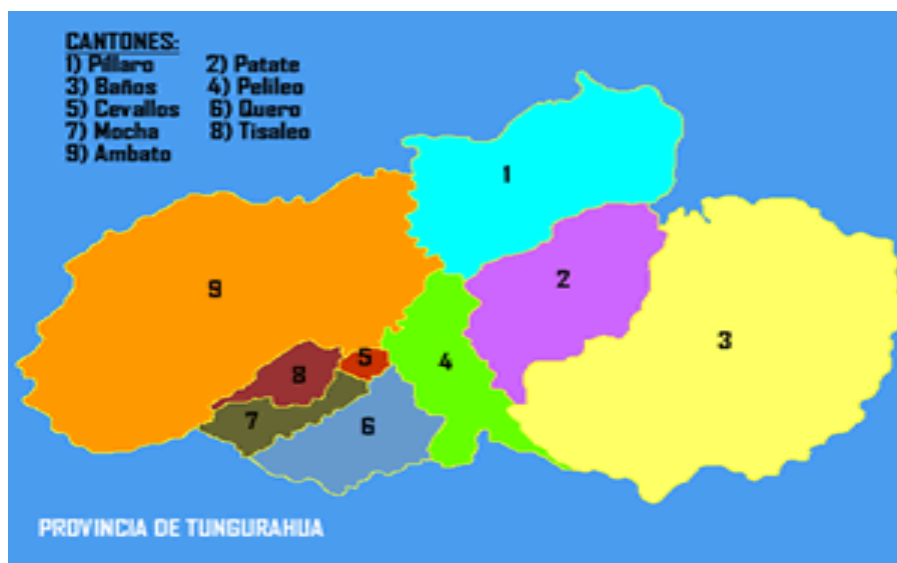 CANTONES:
1) Píllaro 2) Patate
3) Baños 4) Pelileo
5) Cevallos 6) Quero
7) Mocha 8) Tisaleo
9) Ambato
1
2
9
3
5
4
8
7
6
PROVINCIA DE TUNGURAHUA